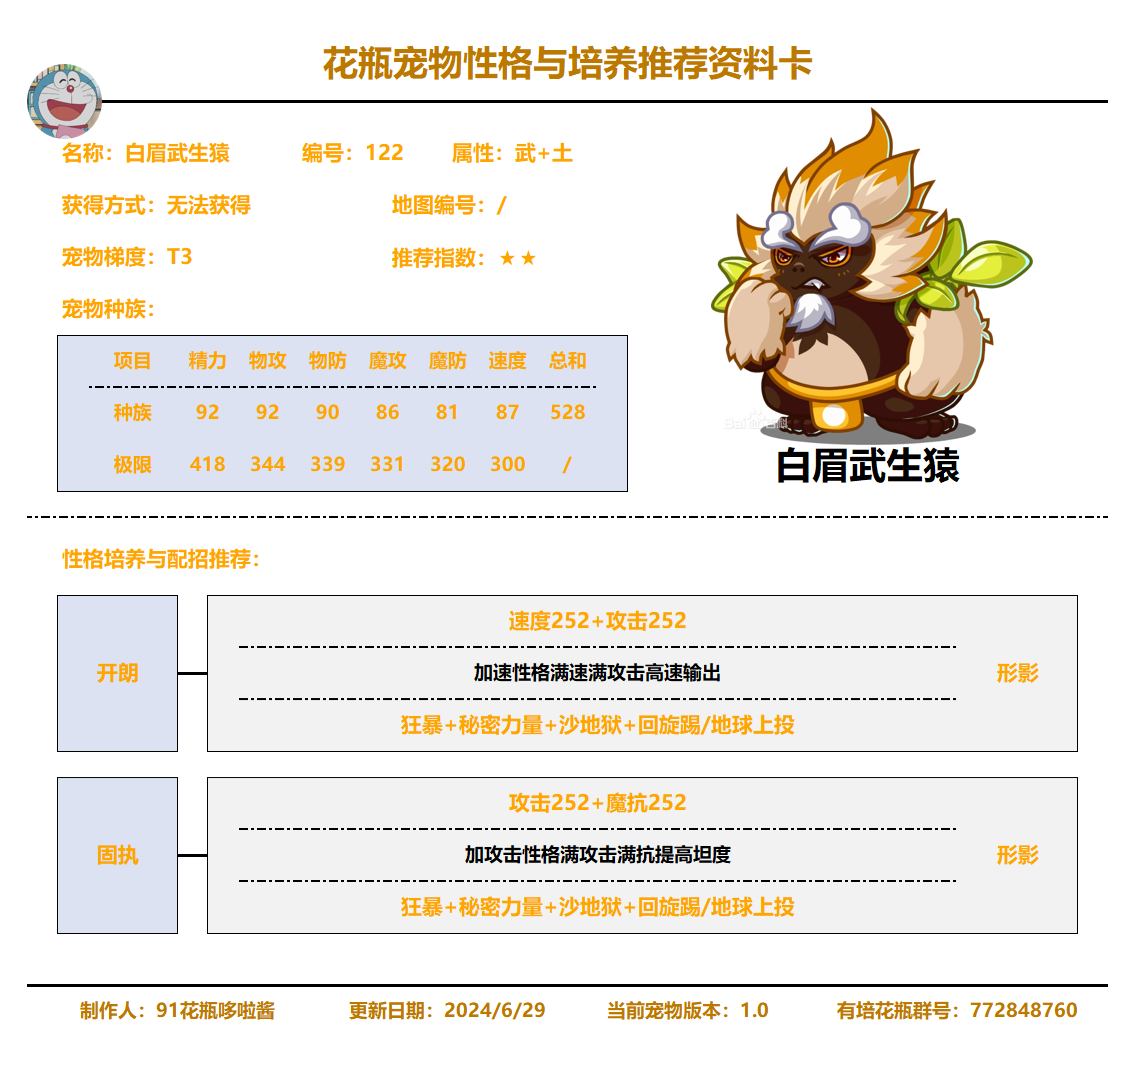 花瓶宠物性格与培养推荐资料卡
名称：白眉武生猿 编号：122 属性：武+土
获得方式：无法获得 地图编号：/
宠物梯度：T3 推荐指数：★★
宠物种族：
项目 精力 物攻 物防 魔攻 魔防 速度 总和
种族 92 92 90 86 81 87 528
极限 418 344 339 331 320 300 /
Bai 百科
白眉武生猿
性格培养与配招推荐：
速度252+攻击252
开朗 加速性格满速满攻击高速输出 形影
狂暴+秘密力量+沙地狱+回旋踢/地球上投
攻击252+魔抗252
固执 加攻击性格满攻击满抗提高坦度 形影
狂暴+秘密力量+沙地狱+回旋踢/地球上投
制作人：91花瓶哆啦酱 更新日期：2024/6/29 当前宠物版本：1.0 有培花瓶群号：772848760